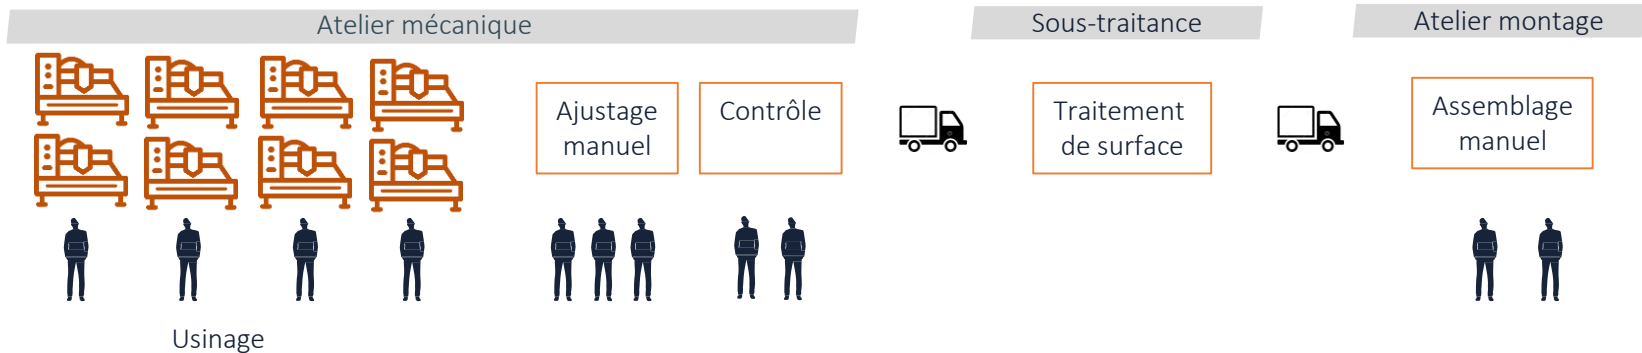 Atelier mécanique
Sous-traitance
Atelier montage
Ajustage
manuel
Contrôle
Traitement
de surface
Assemblage
manuel
Usinage